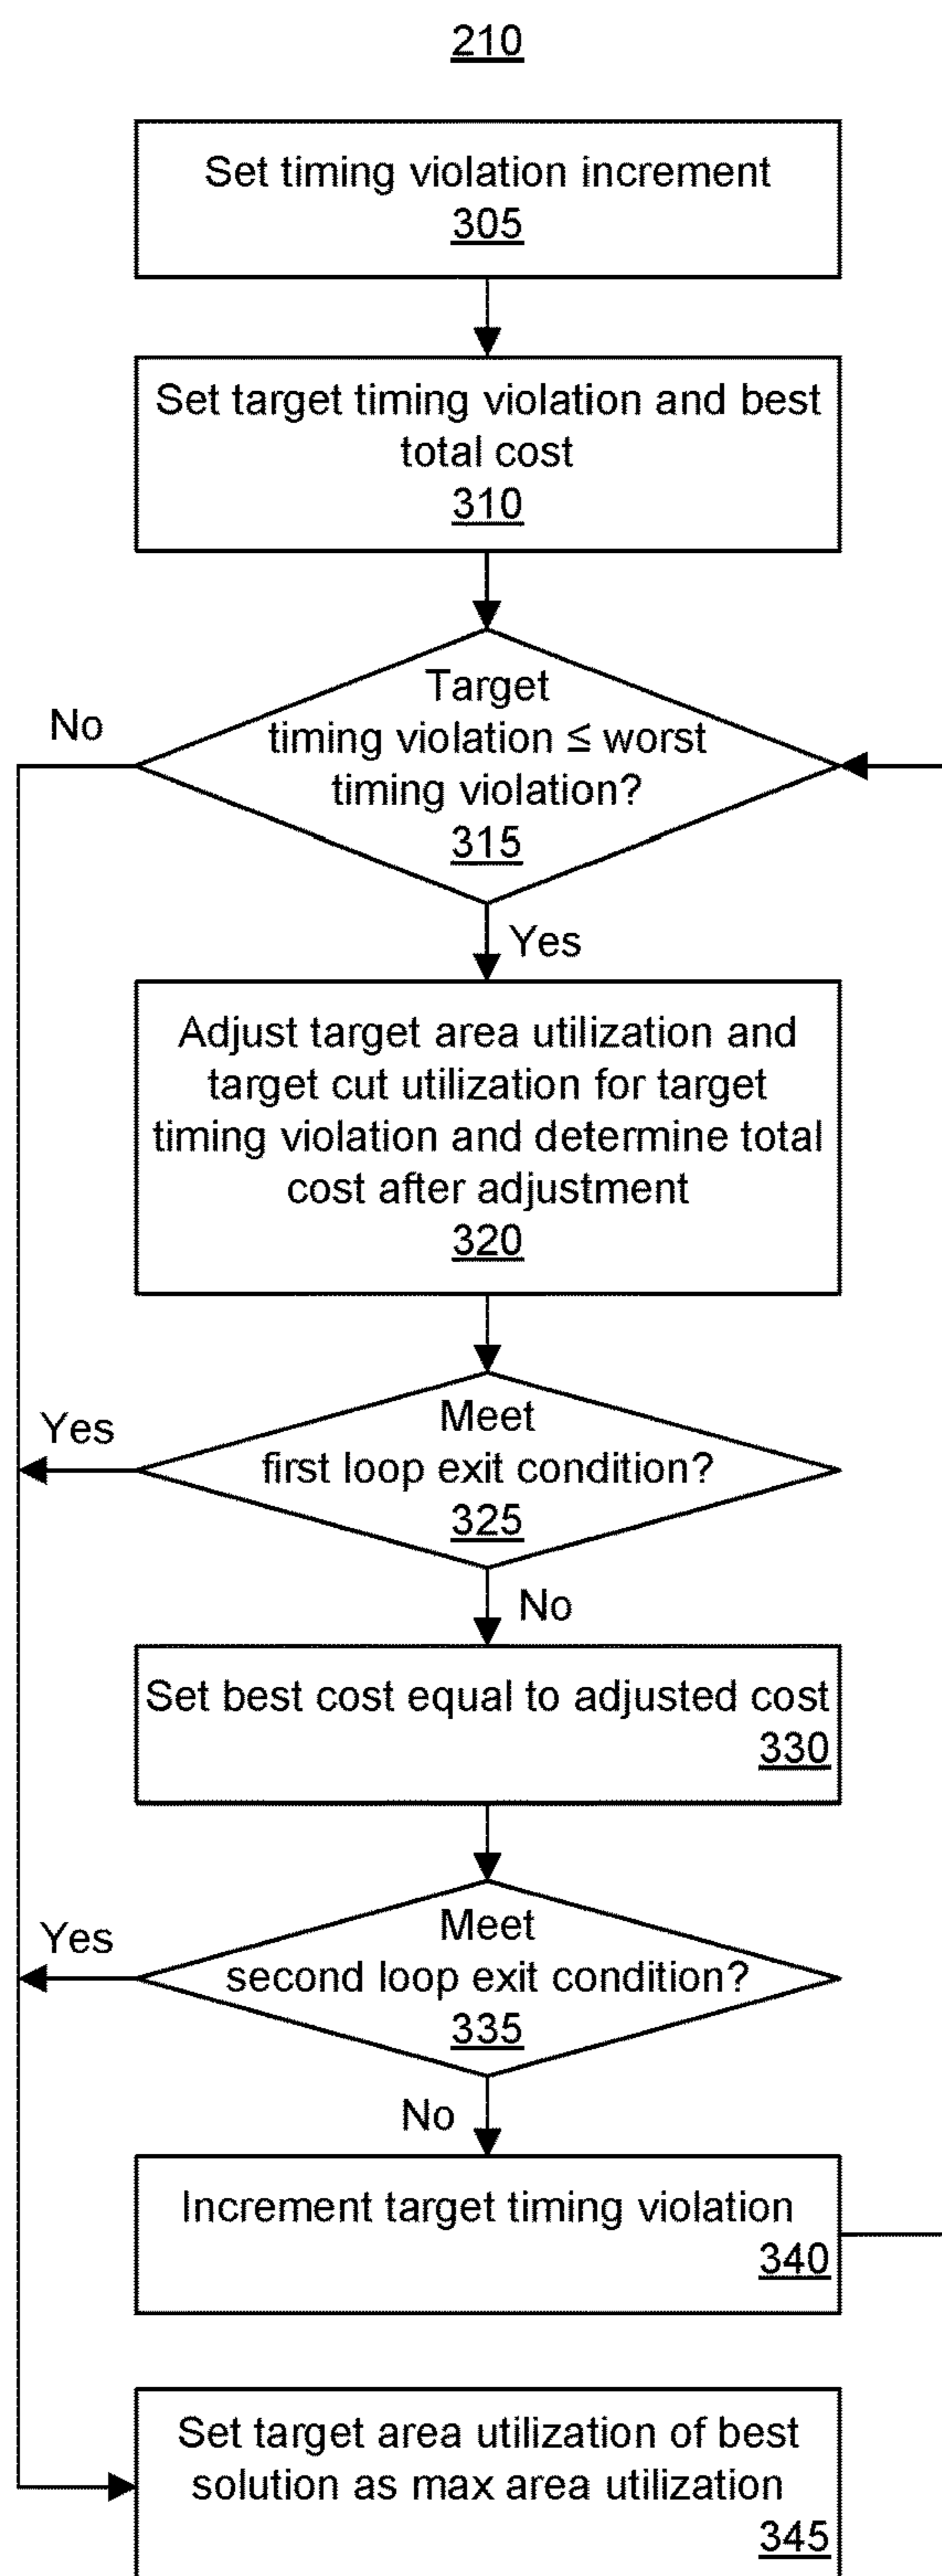 210
Set timing violation increment
305
Set target timing violation and best
total cost
310
Target
timing violation ≤ worst
timing violation?
315
No
Yes
Adjust target area utilization and
target cut utilization for target
timing violation and determine total
cost after adjustment
320
Meet
first loop exit condition?
325
Yes
No
Set best cost equal to adjusted cost
330
Meet
second loop exit condition?
335
Yes
No
Increment target timing violation
340
Set target area utilization of best
solution as max area utilization
345